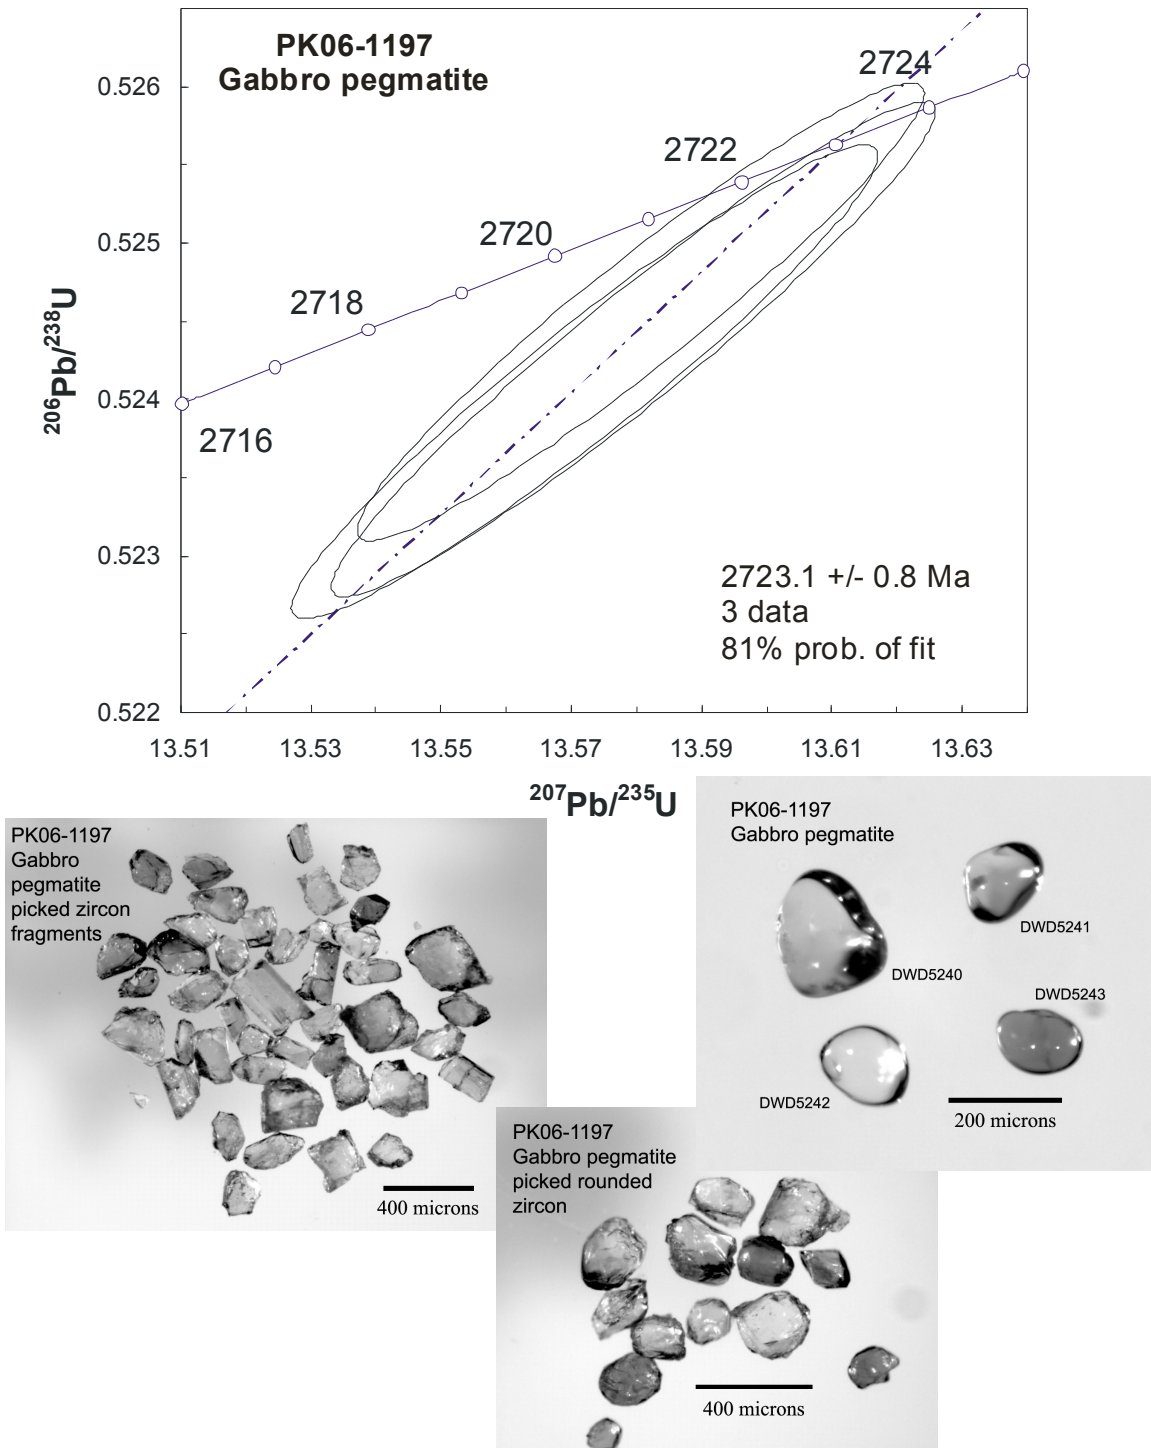 PK06-1197
Gabbro pegmatite
2724
0.526
2722
0.525
2720
2718
206Pb/238U
0.524
2716
0.523
2723.1 +/- 0.8 Ma
3 data
81% prob. of fit
0.522
13.51 13.53 13.55 13.57 13.59 13.61 13.63
207Pb/235U
PK06-1197
Gabbro
pegmatite
picked zircon
fragments
400 microns
PK06-1197
Gabbro pegmatite
DWD5241
DWD5240
DWD5243
DWD5242
200 microns
PK06-1197
Gabbro pegmatite
picked rounded
zircon
400 microns